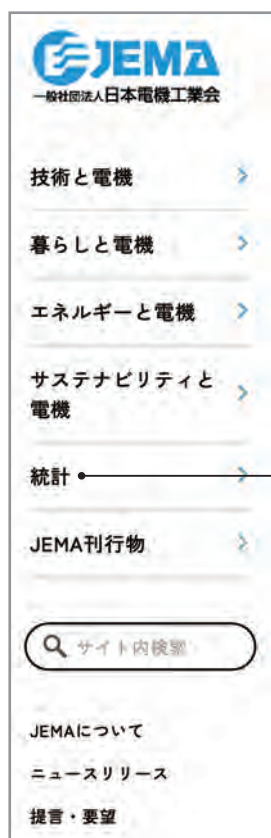 JEMA
一般社団法人日本電機工業会
技術と電機
暮らしと電機
エネルギーと電機
サステナビリティと
電機
統計
JEMA刊行物
サイト内検索
JEMAについて
ニュースリリース
提言・要望